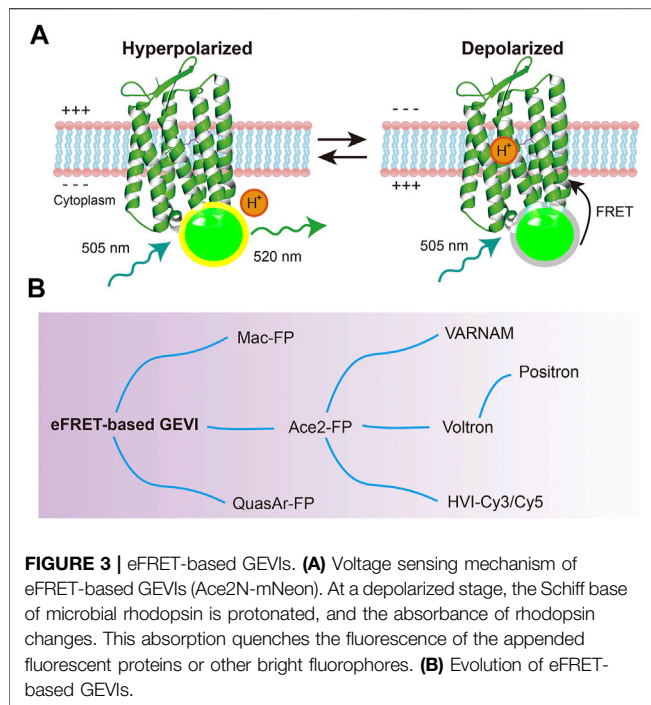 A
Hyperpolarized
Depolarized
+++
- - -
H+
- - -
Cytoplasm
+++
H+
FRET
505 nm
520 nm
505 nm
B
Mac-FP
VARNAM
Positron
eFRET-based GEVI
Ace2-FP
Voltron
QuasAr-FP
HVI-Cy3/Cy5
FIGURE 3 | eFRET-based GEVIs. (A) Voltage sensing mechanism of
eFRET-based GEVIs (Ace2N-mNeon). At a depolarized stage, the Schiff base
of microbial rhodopsin is protonated, and the absorbance of rhodopsin
changes. This absorption quenches the fluorescence of the appended
fluorescent proteins or other bright fluorophores. (B) Evolution of eFRET-
based GEVIs.